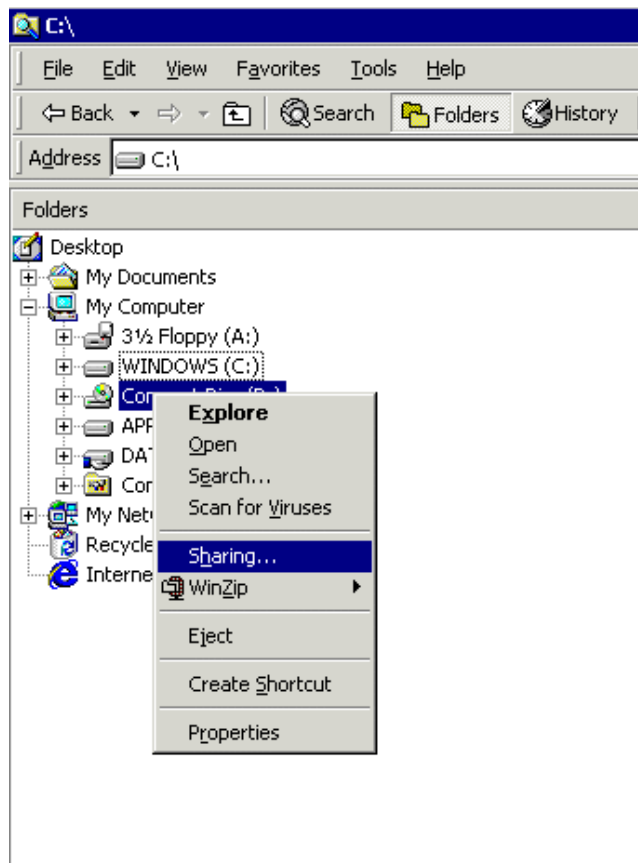 C:\
File Edit View Favorites Tools Help
Back Search Folders History
Address C:\
Folders
Desktop
My Documents
My Computer
3½ Floppy (A:)
WINDOWS (C:)
Explore
Open
Search...
Scan for Viruses
My
Sharing...
WinZip
Eject
Create Shortcut
Properties